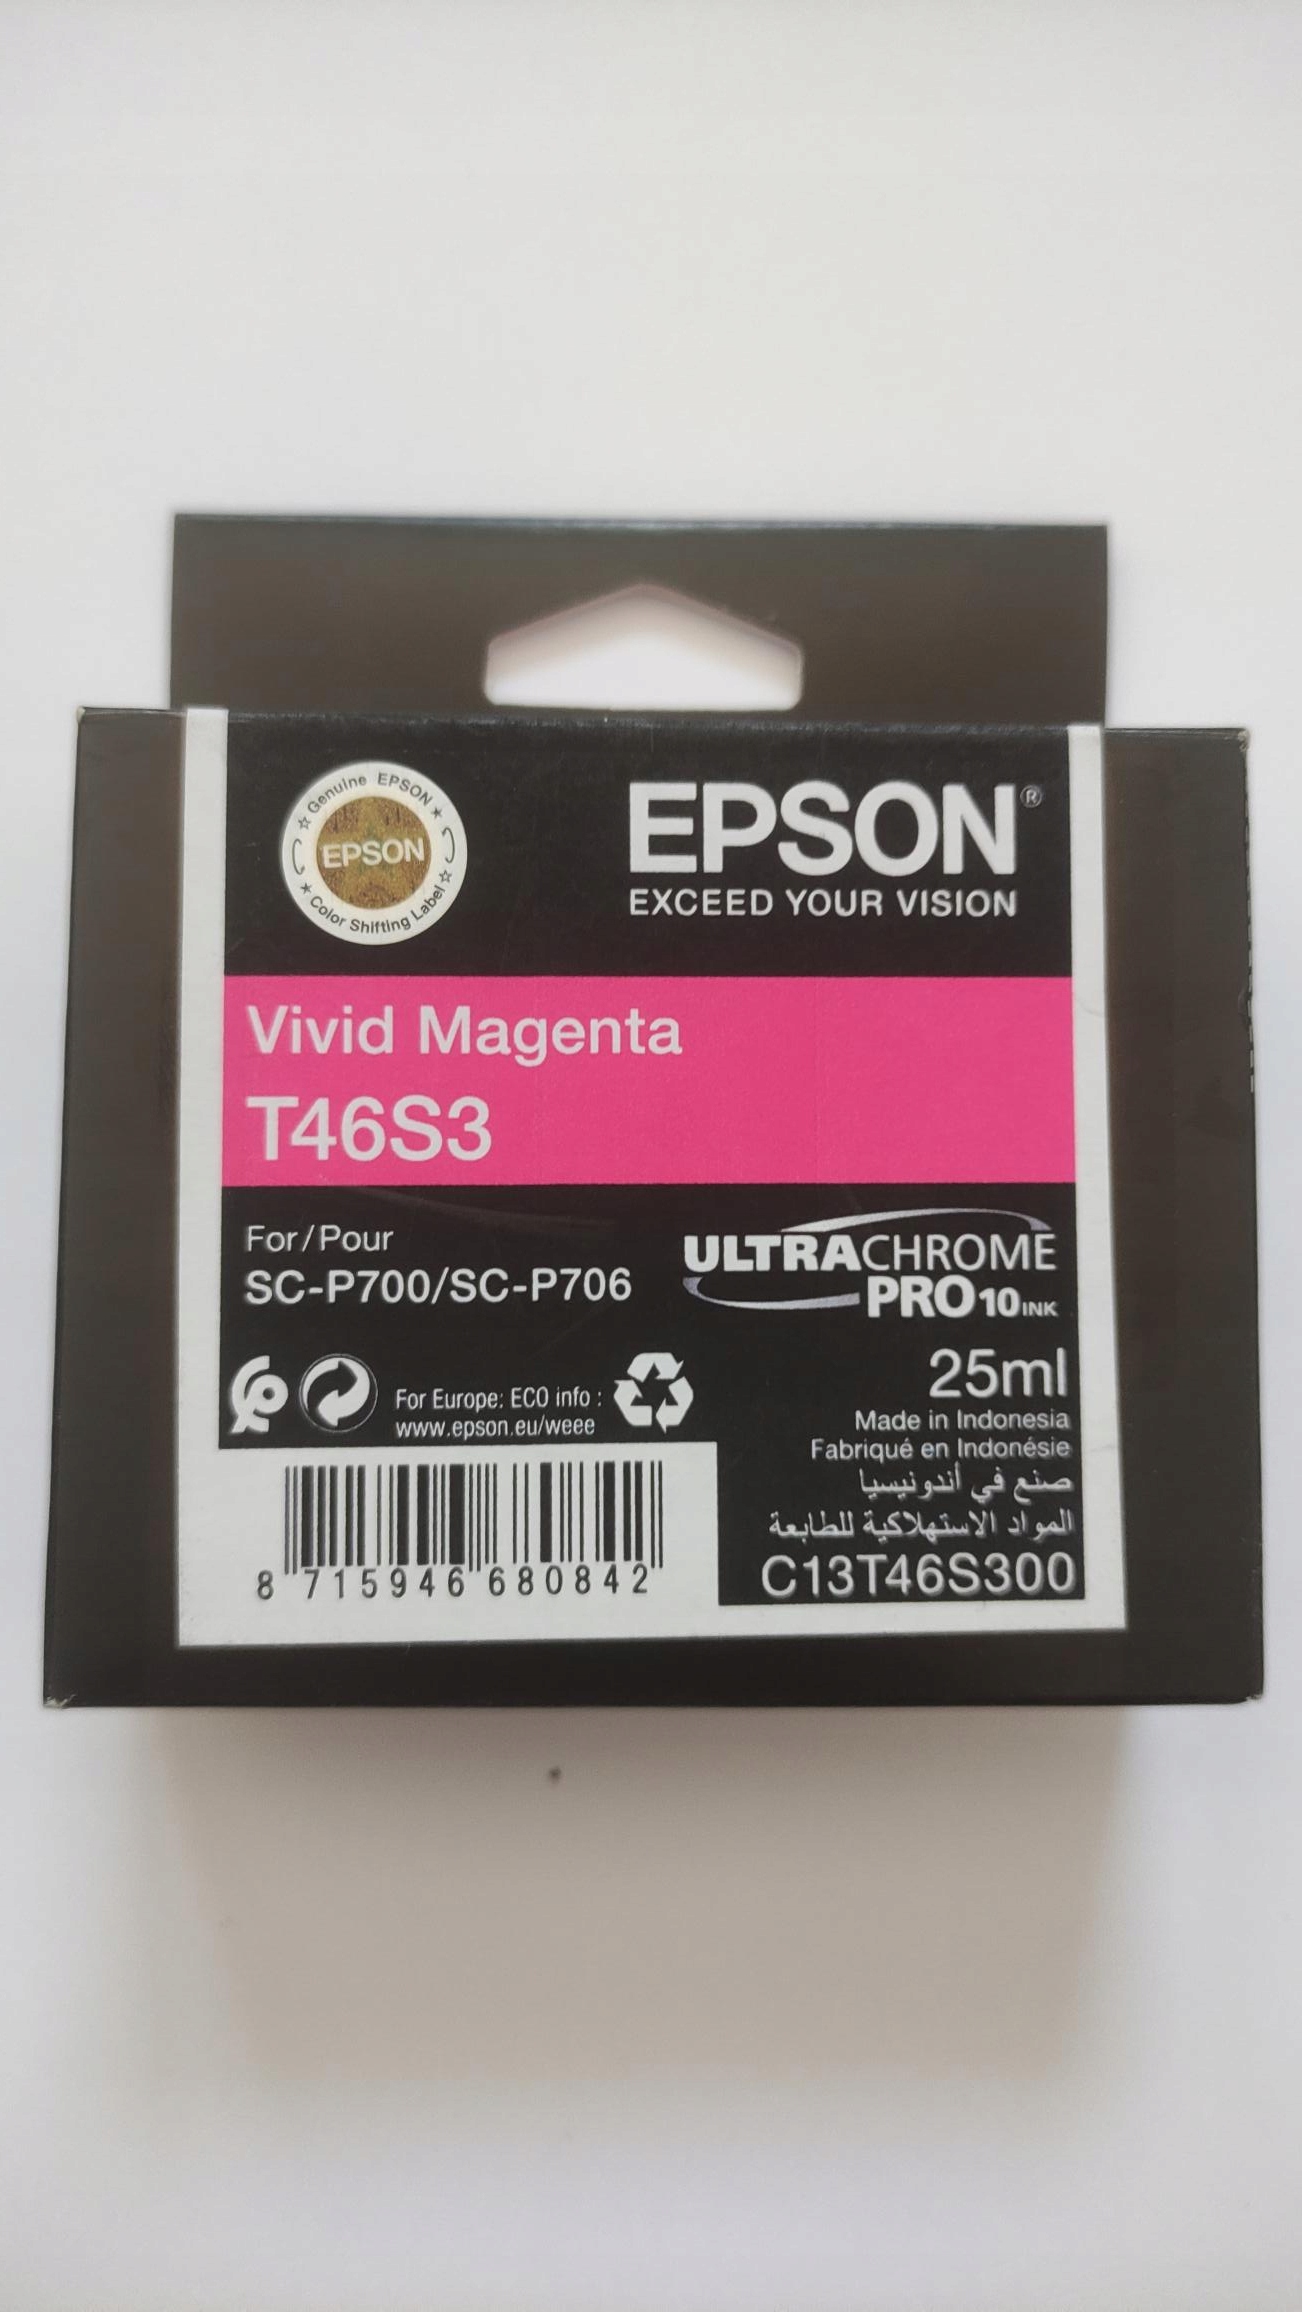 Genuine EPSON
EPSON
Color Shifting Label
EPSON®
EXCEED YOUR VISION
Vivid Magenta
T46S3
For/Pour
SC-P700/SC-P706
ULTRACHROME
PRO10INK
For Europe: ECO info :
www.epson.eu/weee
25ml
Made in Indonesia
Fabriqué en Indonésie
صنع في أندونيسيا
المواد الاستهلاكية للطابعة
C13T46S300
8 715946 680842